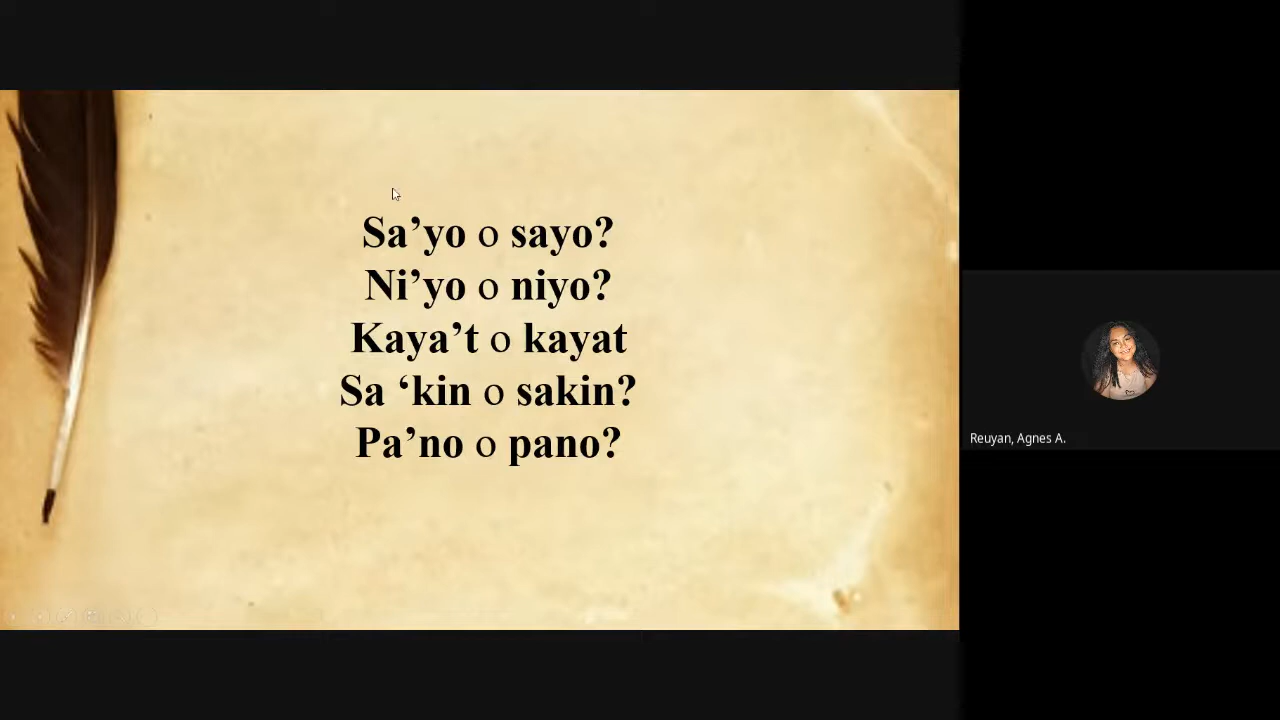 Sa’yo o sayo?
Ni’yo o niyo?
Kaya’t o kayat
Sa ‘kin o sakin?
Pa’no o pano?
Reuyan, Agnes A.